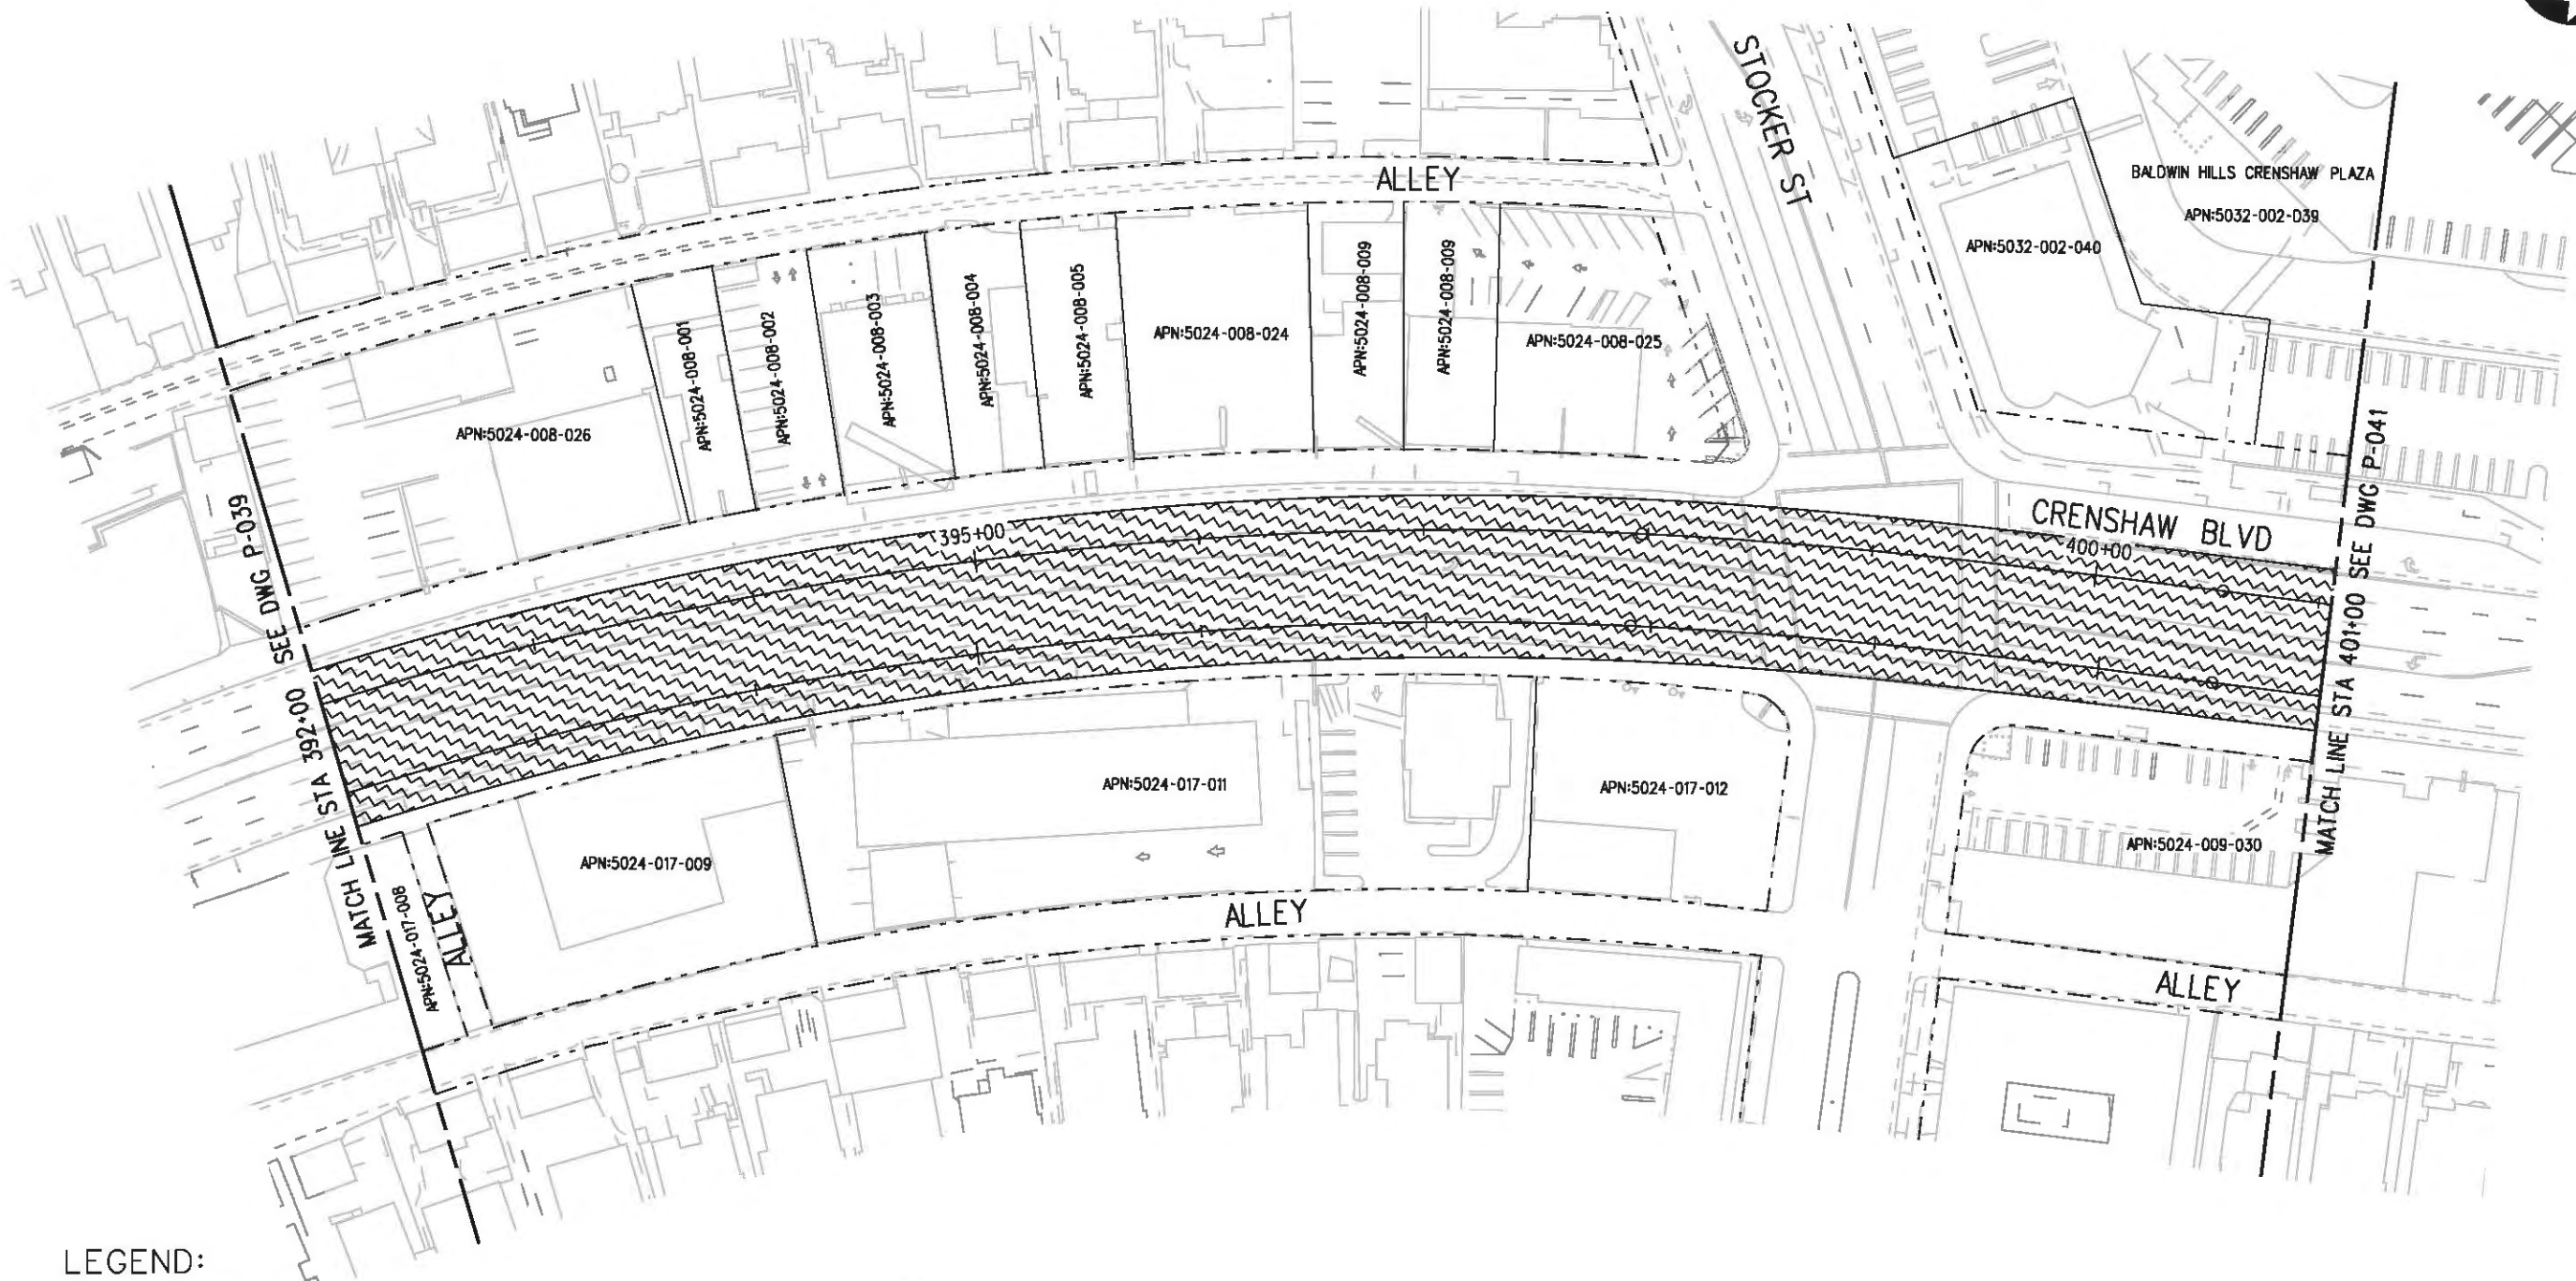 STOCKER ST
ALLEY
BALDWIN HILLS CRENSHAW PLAZA
APN:5032-002-039
APN:5032-002-040
APN:5024-008-026
APN:5024-008-001
APN:5024-008-002
APN:5024-008-003
APN:5024-008-004
APN:5024-008-005
APN:5024-008-024
APN:5024-008-009
APN:5024-008-009
APN:5024-008-025
CRENSHAW BLVD
395+00
400+00
MATCH LINE STA 392+00 SEE DWG P-039
MATCH LINE STA 401+00 SEE DWG P-041
APN:5024-017-008
ALLEY
APN:5024-017-009
APN:5024-017-011
APN:5024-017-012
APN:5024-009-030
ALLEY
ALLEY
LEGEND: